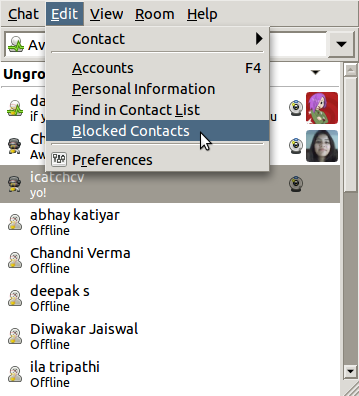 Chat Edit View Room Help
Contact
Av
Accounts F4
Ungro
Personal Information
Find in Contact List
da
if y u
Blocked Contacts
Ch
Aw
Preferences
icatchcv
yo!
abhay katiyar
Offline
Chandni Verma
Offline
deepak s
Offline
Diwakar Jaiswal
Offline
ila tripathi
Offline